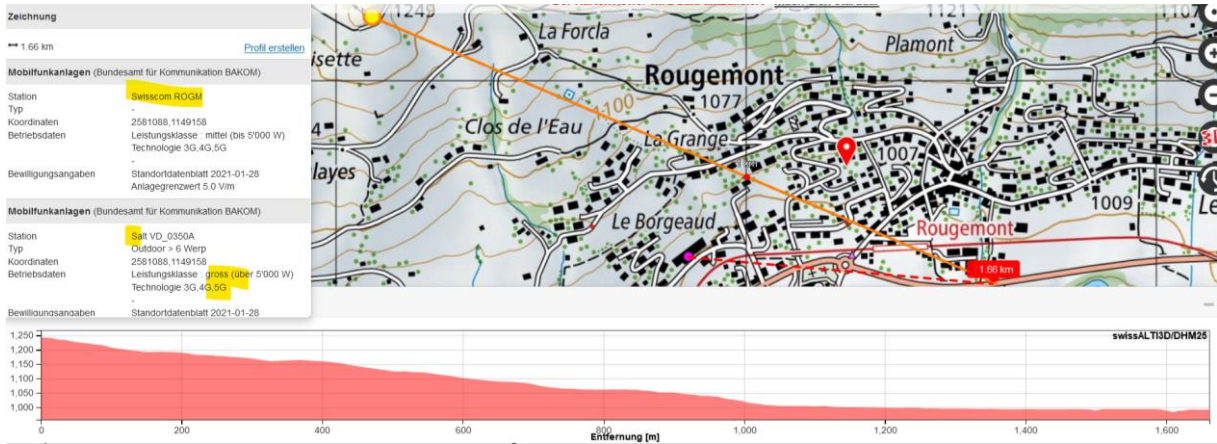 Zeichnung
1.66 km
Profil erstellen
Mobilfunkanlagen (Bundesamt für Kommunikation BAKOM)
Station Swisscom ROGM
Typ -
Koordinaten 2581088,1149158
Betriebsdaten Leistungsklasse : mittel (bis 5'000 W)
Technologie 3G,4G,5G
-
Bewilligungsangaben Standortdatenblatt 2021-01-28
Anlagegrenzwert 5.0 V/m
Mobilfunkanlagen (Bundesamt für Kommunikation BAKOM)
Station Salt VD_0350A
Typ Outdoor > 6 Werp
Koordinaten 2581088,1149158
Betriebsdaten Leistungsklasse : gross (über 5'000 W)
Technologie 3G,4G,5G
-
Bewilligungsangaben Standortdatenblatt 2021-01-28
1249
La Forcla
1121
isette
Plamont
Rougemont
1100
1077
Clos de l'Eau
La Grange
1007
layes
Le Borgeaud
1009
Le
Rougemont
1.66 km
swissALTI3D/DHM25
1,250
1,200
1,150
1,100
1,050
1,000
0 200 400 600 800 1,000 1,200 1,400 1,600
Entfernung [m]